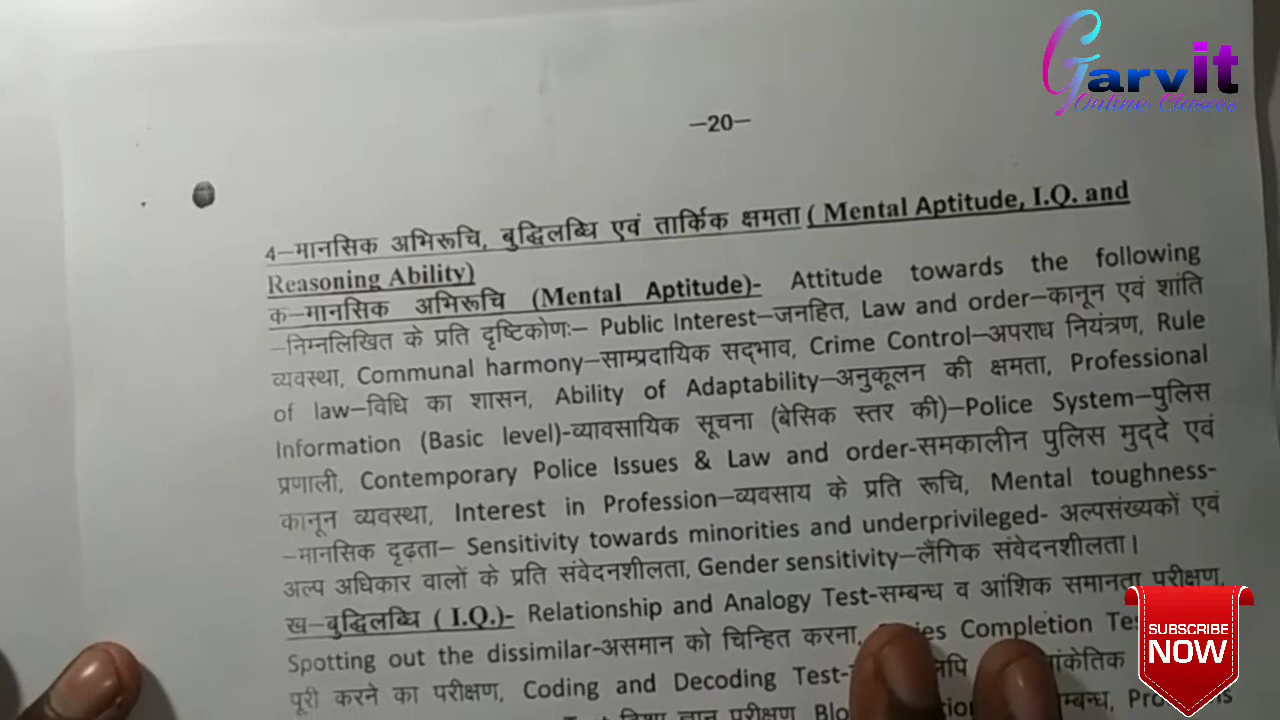 Garvit
Online Classes
—20—
4—मानसिक अभिरूचि, बुद्धिलब्धि एवं तार्किक क्षमता ( Mental Aptitude, I.Q. and
Reasoning Ability)
क—मानसिक अभिरूचि (Mental Aptitude)- Attitude towards the following
—निम्नलिखित के प्रति दृष्टिकोणः— Public Interest—जनहित, Law and order—कानून एवं शांति
व्यवस्था, Communal harmony—साम्प्रदायिक सद्भाव, Crime Control—अपराध नियंत्रण, Rule
of law—विधि का शासन, Ability of Adaptability—अनुकूलन की क्षमता, Professional
Information (Basic level)-व्यावसायिक सूचना (बेसिक स्तर की)—Police System—पुलिस
प्रणाली, Contemporary Police Issues & Law and order-समकालीन पुलिस मुद्दे एवं
कानून व्यवस्था, Interest in Profession—व्यवसाय के प्रति रूचि, Mental toughness-
—मानसिक दृढ़ता— Sensitivity towards minorities and underprivileged- अल्पसंख्यकों एवं
अल्प अधिकार वालों के प्रति संवेदनशीलता, Gender sensitivity—लैंगिक संवेदनशीलता।
ख—बुद्धिलब्धि ( I.Q.)- Relationship and Analogy Test-सम्बन्ध व आंशिक समानता परीक्षण,
Spotting out the dissimilar-असमान को चिन्हित करना, Completion
पूरी करने का परीक्षण, Coding and Decoding Test-
SUBSCRIBE
NOW